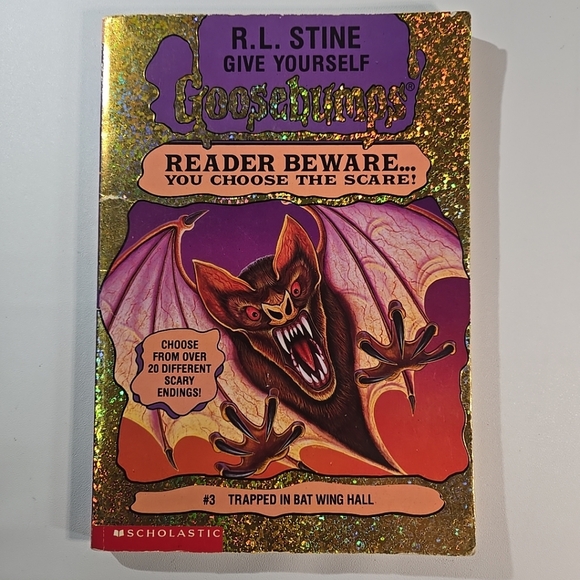 R.L. STINE
GIVE YOURSELF
Goosebumps®
READER BEWARE...
YOU CHOOSE THE SCARE!
CHOOSE
FROM OVER
20 DIFFERENT
SCARY
ENDINGS!
#3 TRAPPED IN BAT WING HALL
SCHOLASTIC